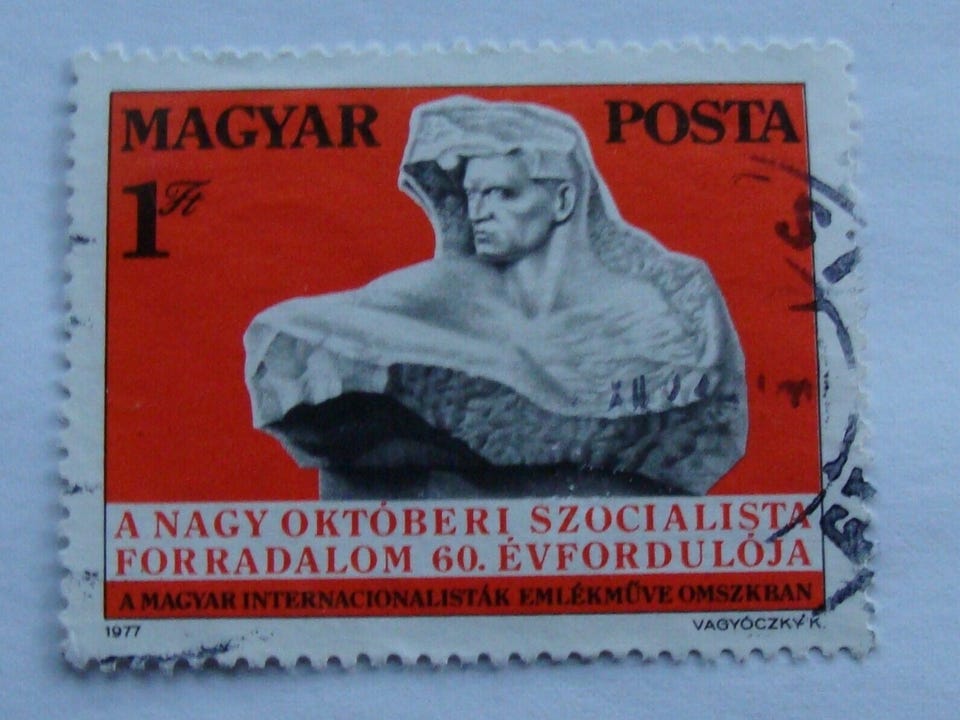 MAGYAR POSTA
1 Ft
A NAGY OKTÓBERI SZOCIALISTA
FORRADALOM 60. ÉVFORDULÓJA
A MAGYAR INTERNACIONALISTÁK EMLÉKMŰVE OMSZKBAN
1977 VAGYÓCZKY K.